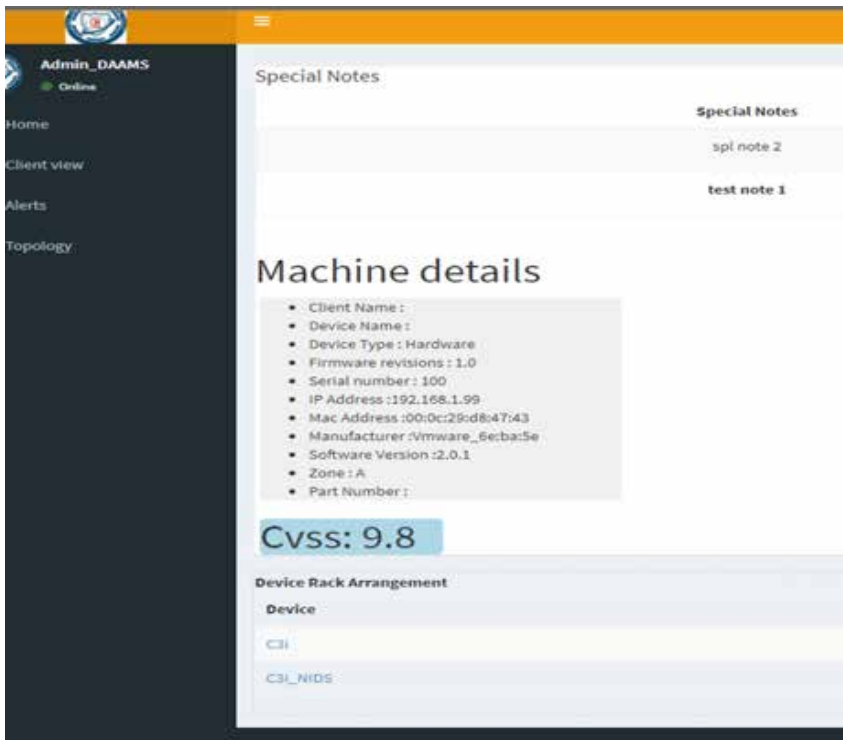 Admin_DAAMS
Online
Home
Client view
Alerts
Topology
Special Notes
Special Notes
spl note 2
test note 1
Machine details
• Client Name :
• Device Name :
• Device Type : Hardware
• Firmware revisions : 1.0
• Serial number : 100
• IP Address :192.168.1.99
• Mac Address :00:0c:29:d8:47:43
• Manufacturer :Vmware_6e:ba:5e
• Software Version :2.0.1
• Zone : A
• Part Number :
Cvss: 9.8
Device Rack Arrangement
Device
C3i
C3i_NIDS